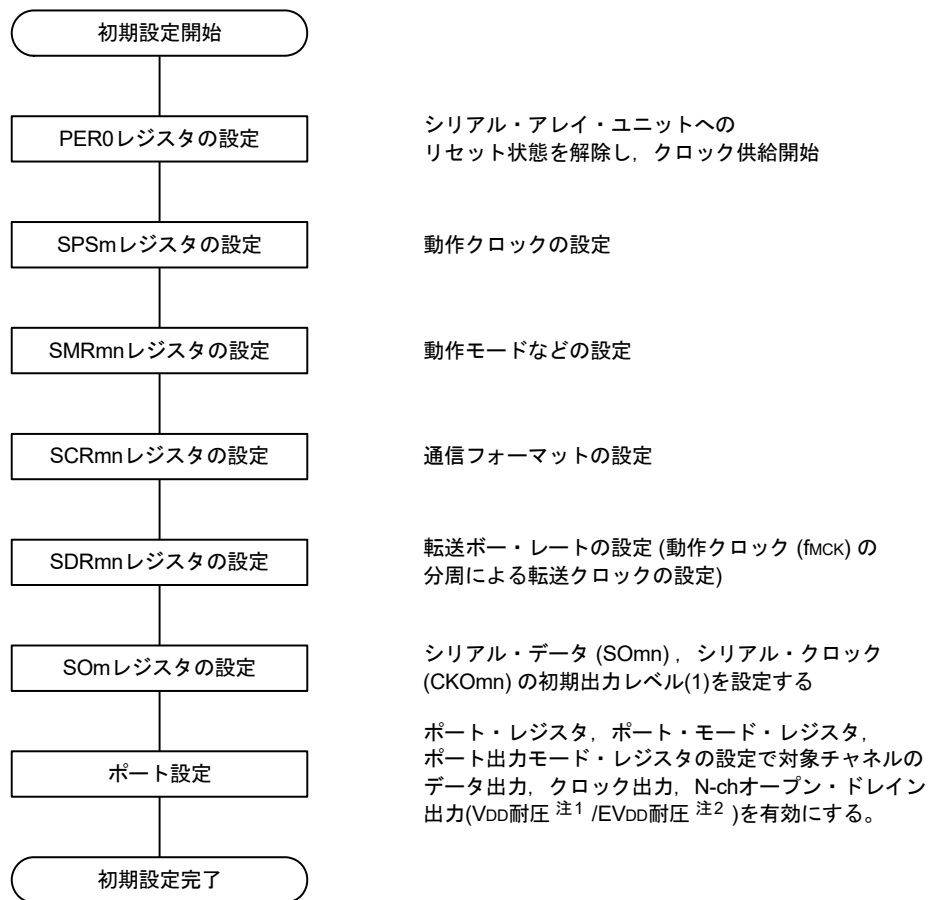 初期設定開始
PER0レジスタの設定
シリアル・アレイ・ユニットへの
リセット状態を解除し，クロック供給開始
SPSmレジスタの設定
動作クロックの設定
SMRmnレジスタの設定
動作モードなどの設定
SCRmnレジスタの設定
通信フォーマットの設定
SDRmnレジスタの設定
転送ボー・レートの設定 (動作クロック (fMCK) の
分周による転送クロックの設定)
SOmレジスタの設定
シリアル・データ (SOmn) ，シリアル・クロック
(CKOmn) の初期出力レベル(1)を設定する
ポート設定
ポート・レジスタ，ポート・モード・レジスタ，
ポート出力モード・レジスタの設定で対象チャネルの
データ出力，クロック出力，N-chオープン・ドレイン
出力(VDD耐圧 注1 /EVDD耐圧 注2 )を有効にする。
初期設定完了